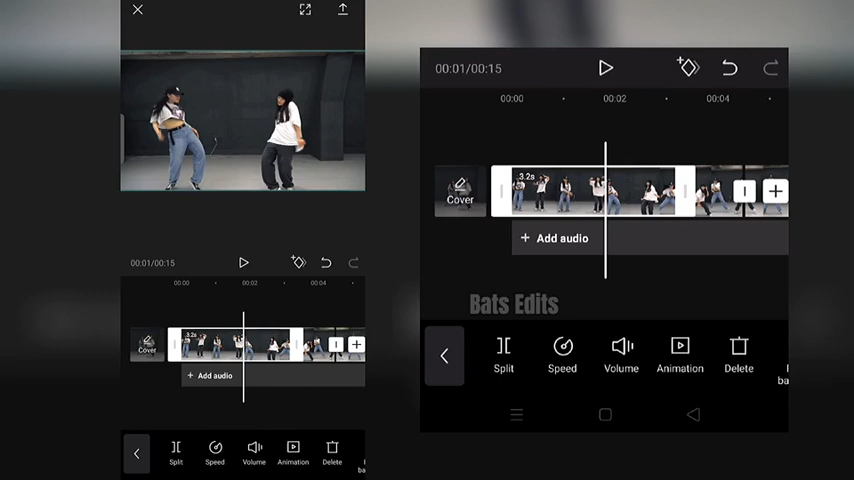 00:01/00:15
00:00
00:02
00:04
3.2s
Cover
+ Add audio
Split
Speed
Volume
Animation
Delete
ba
00:01/00:15
00:00
00:02
00:04
3.2s
Cover
+ Add audio
Bats Edits
Split
Speed
Volume
Animation
Delete
ba